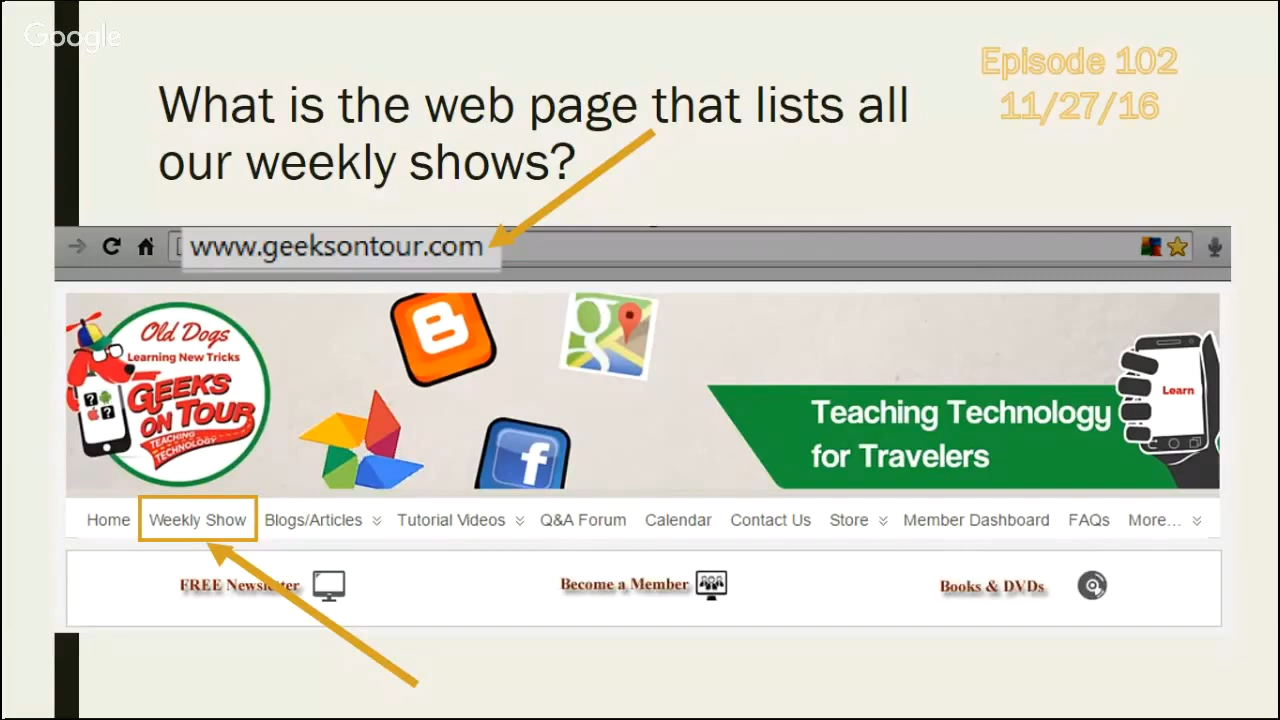 Google
Episode 102
11/27/16
What is the web page that lists all
our weekly shows?
www.geeksontour.com
Old Dogs
Learning New Tricks
GEEKS
ON TOUR
TEACHING
TECHNOLOGY
Learn
Teaching Technology
for Travelers
Home Weekly Show Blogs/Articles Tutorial Videos Q&A Forum Calendar Contact Us Store Member Dashboard FAQs More...
FREE Newsletter Become a Member Books & DVDs